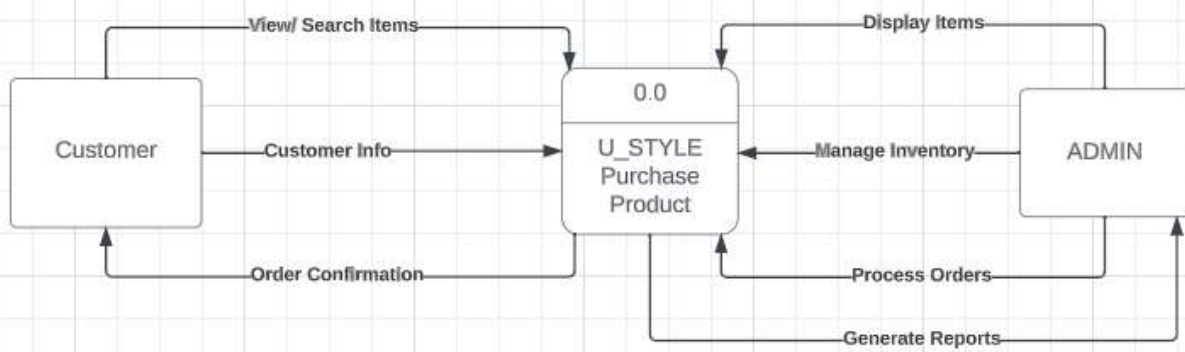 View/ Search Items
Display Items
0.0
Customer
Customer Info
U_STYLE
Purchase
Product
Manage Inventory
ADMIN
Order Confirmation
Process Orders
Generate Reports